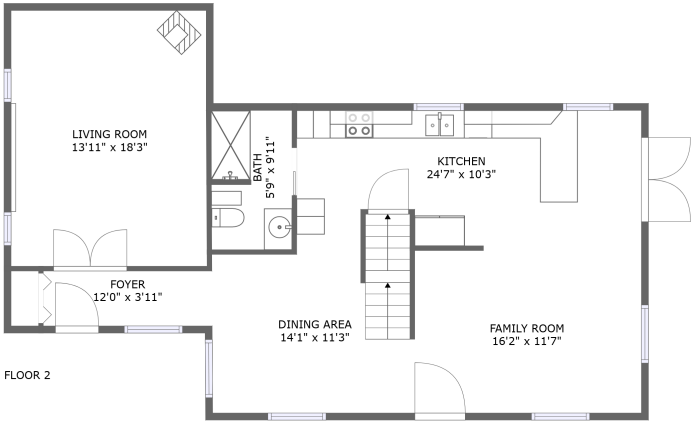 LIVING ROOM
13'11" x 18'3"
BATH
5'9" x 9'11"
KITCHEN
24'7" x 10'3"
FOYER
12'0" x 3'11"
DINING AREA
14'1" x 11'3"
FAMILY ROOM
16'2" x 11'7"
FLOOR 2